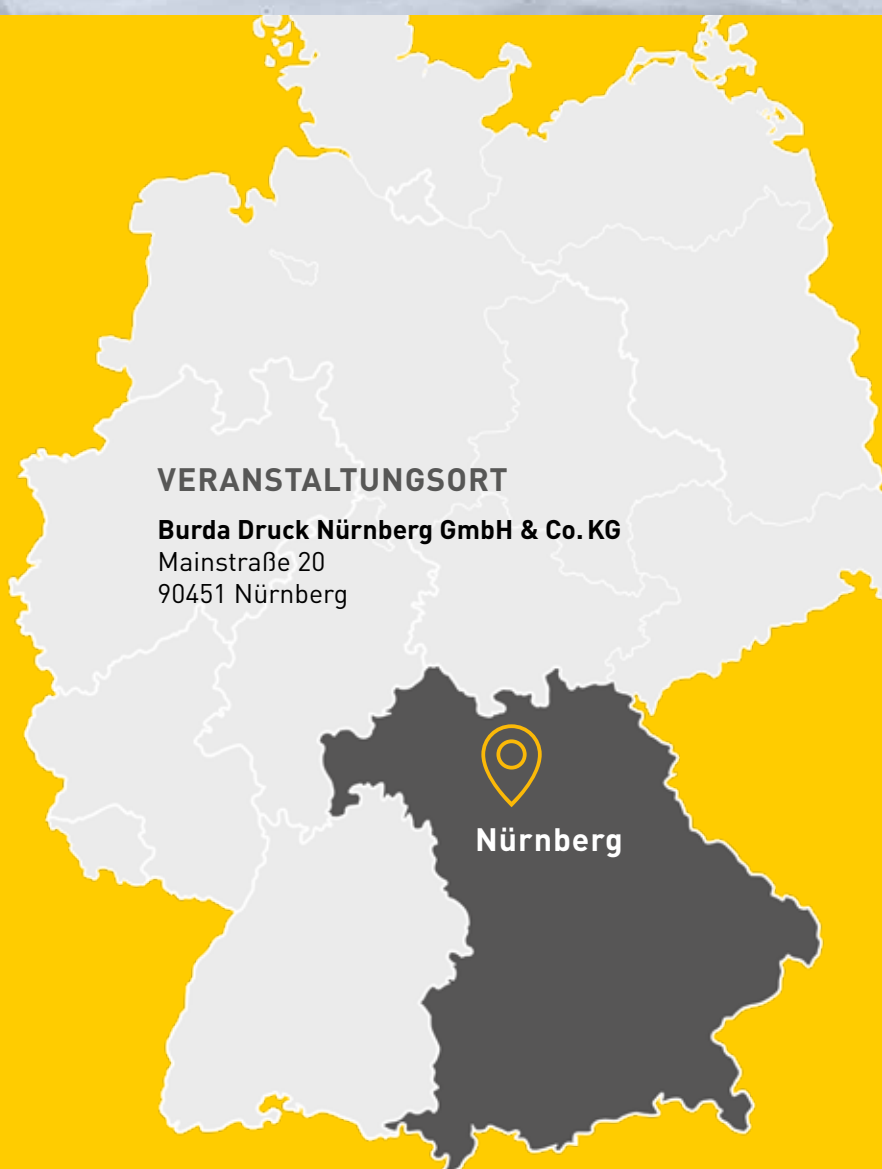 VERANSTALTUNGSORT
Burda Druck Nürnberg GmbH & Co. KG
Mainstraße 20
90451 Nürnberg
Nürnberg